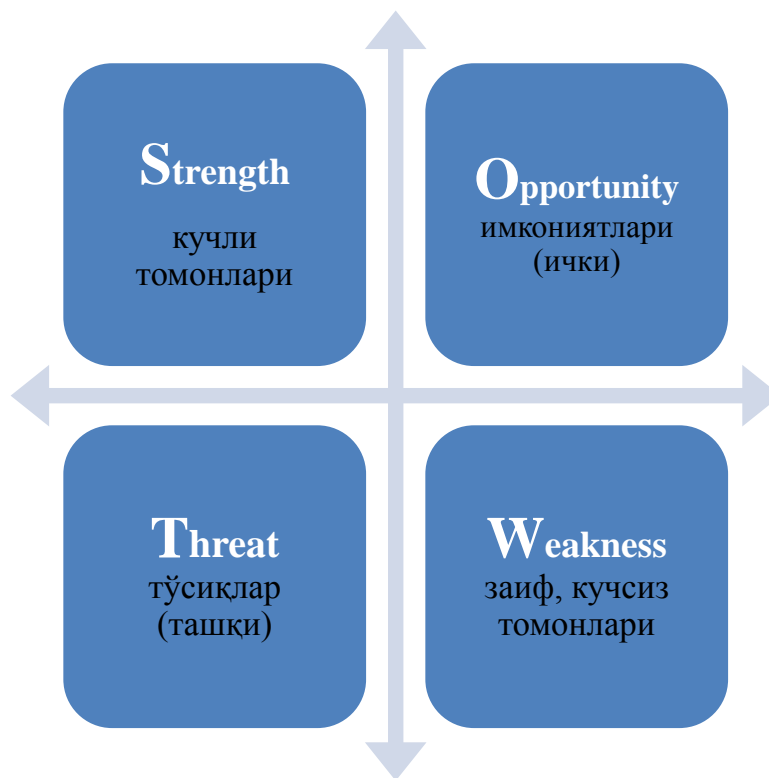 Strength
кучли
томонлари
Opportunity
имкониятлари
(ички)
Threat
тўсиқлар
(ташқи)
Weakness
заиф, кучсиз
томонлари